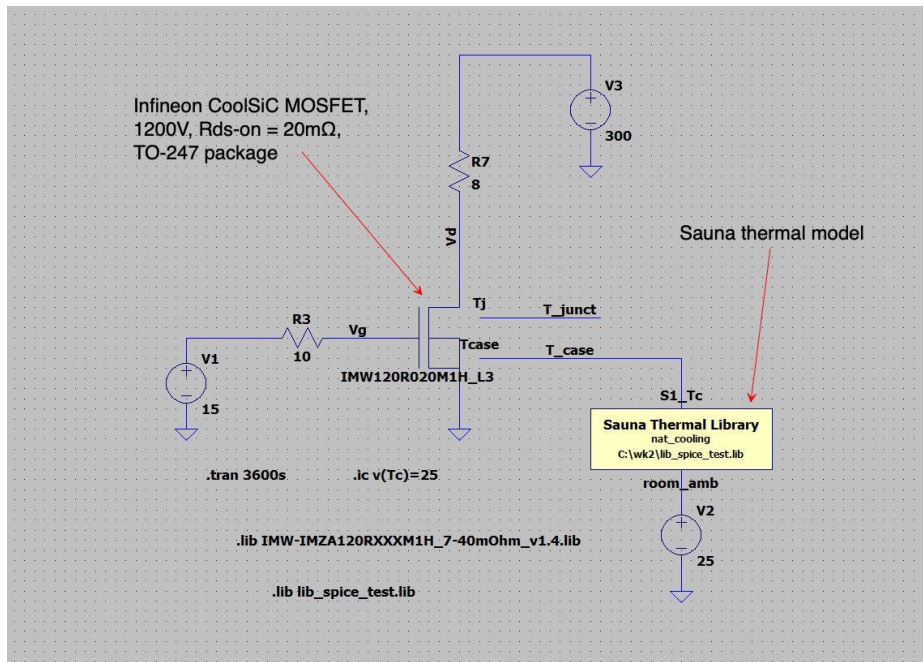 Infineon CoolSiC MOSFET,
1200V, Rds-on = 20mΩ,
TO-247 package
V3
300
R7
8
Vd
Sauna thermal model
Tj
T_junct
R3
10
Vg
Tcase
T_case
V1
15
IMW120R020M1H_L3
S1_Tc
Sauna Thermal Library
nat_cooling
C:\wk2\lib_spice_test.lib
room_amb
.tran 3600s
.ic v(Tc)=25
V2
25
.lib IMW-IMZA120RXXXM1H_7-40mOhm_v1.4.lib
.lib lib_spice_test.lib